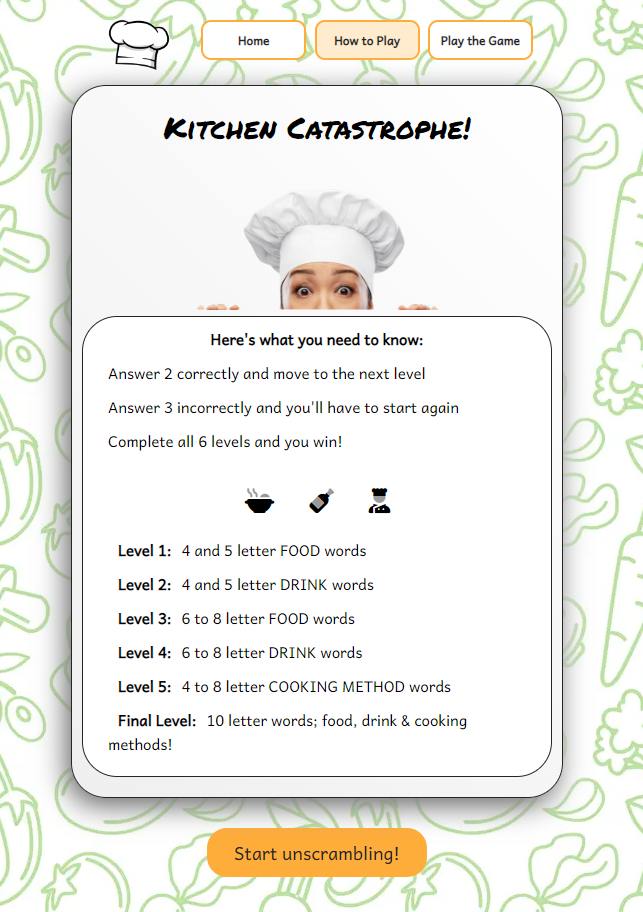 Home How to Play Play the Game
Kitchen Catastrophe!
Here's what you need to know:
Answer 2 correctly and move to the next level
Answer 3 incorrectly and you'll have to start again
Complete all 6 levels and you win!
Level 1: 4 and 5 letter FOOD words
Level 2: 4 and 5 letter DRINK words
Level 3: 6 to 8 letter FOOD words
Level 4: 6 to 8 letter DRINK words
Level 5: 4 to 8 letter COOKING METHOD words
Final Level: 10 letter words; food, drink & cooking
methods!
Start unscrambling!